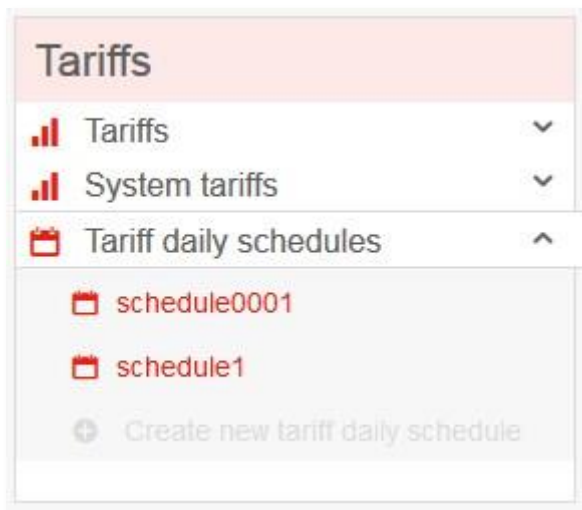 Tariffs
Tariffs
System tariffs
Tariff daily schedules
schedule0001
schedule1
Create new tariff daily schedule